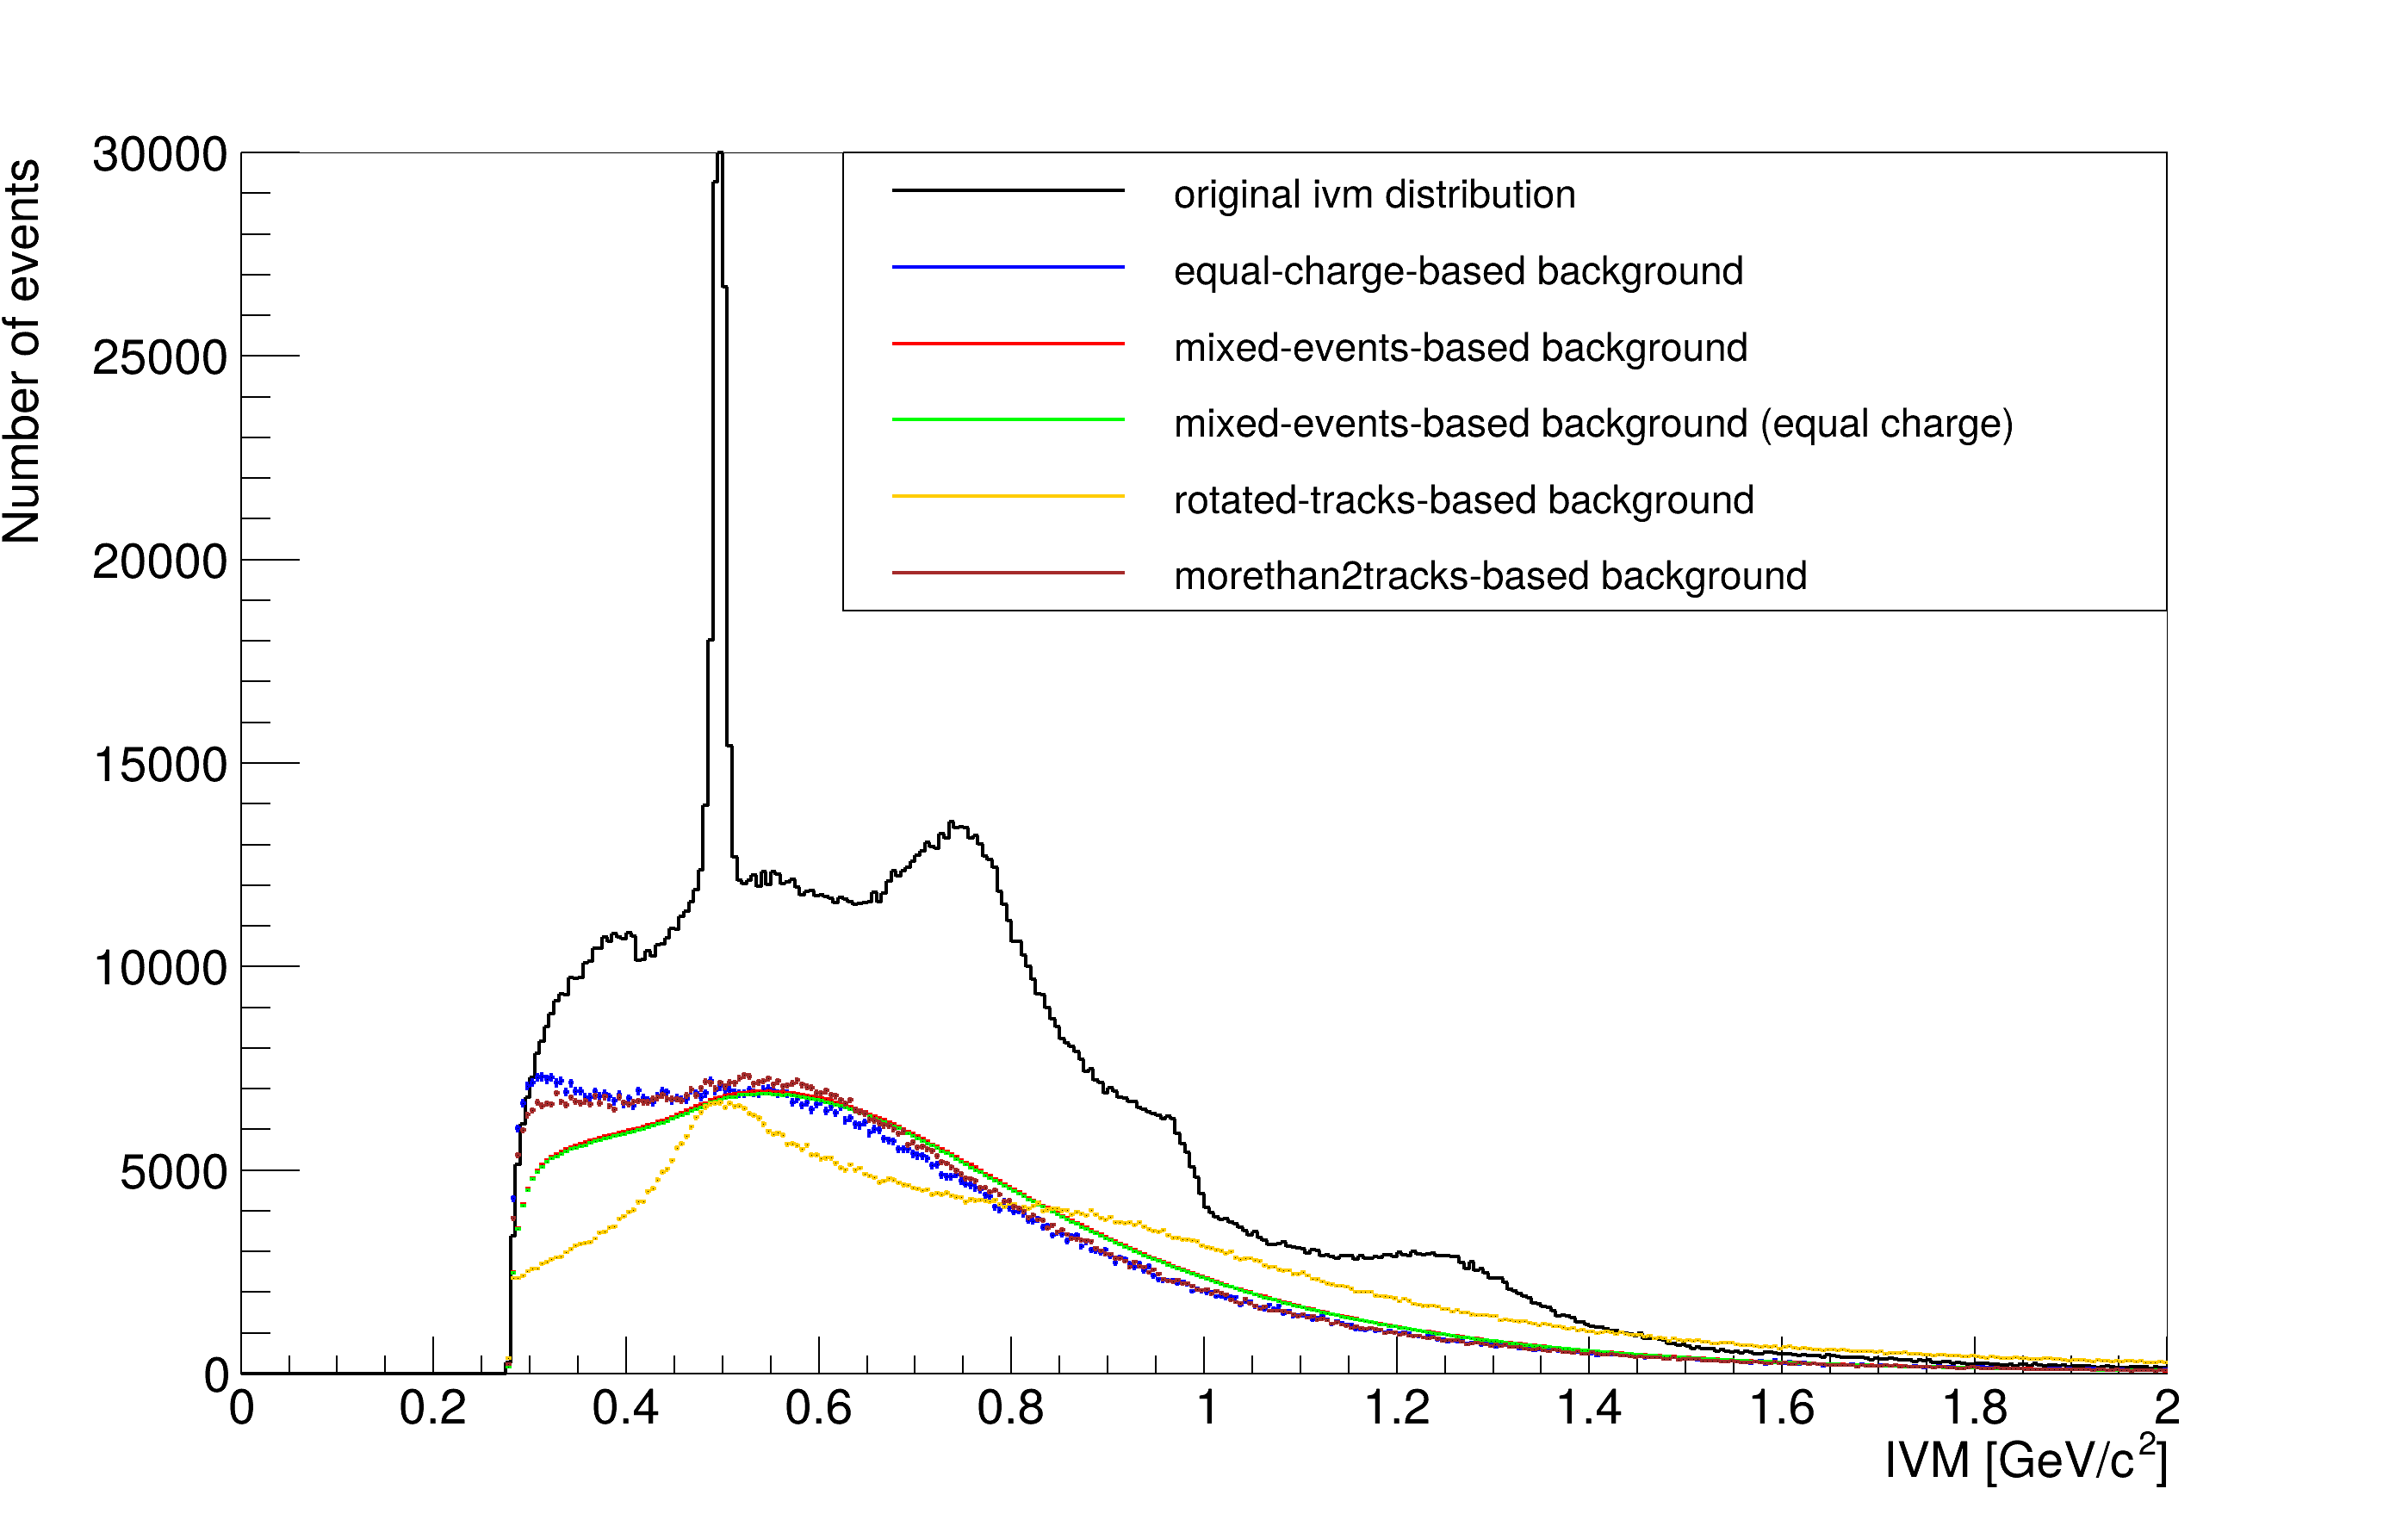 Number of events
30000
25000
20000
15000
10000
5000
0
original ivm distribution
equal-charge-based background
mixed-events-based background
mixed-events-based background (equal charge)
rotated-tracks-based background
morethan2tracks-based background
0 0.2 0.4 0.6 0.8 1 1.2 1.4 1.6 1.8 2
IVM [GeV/c²]